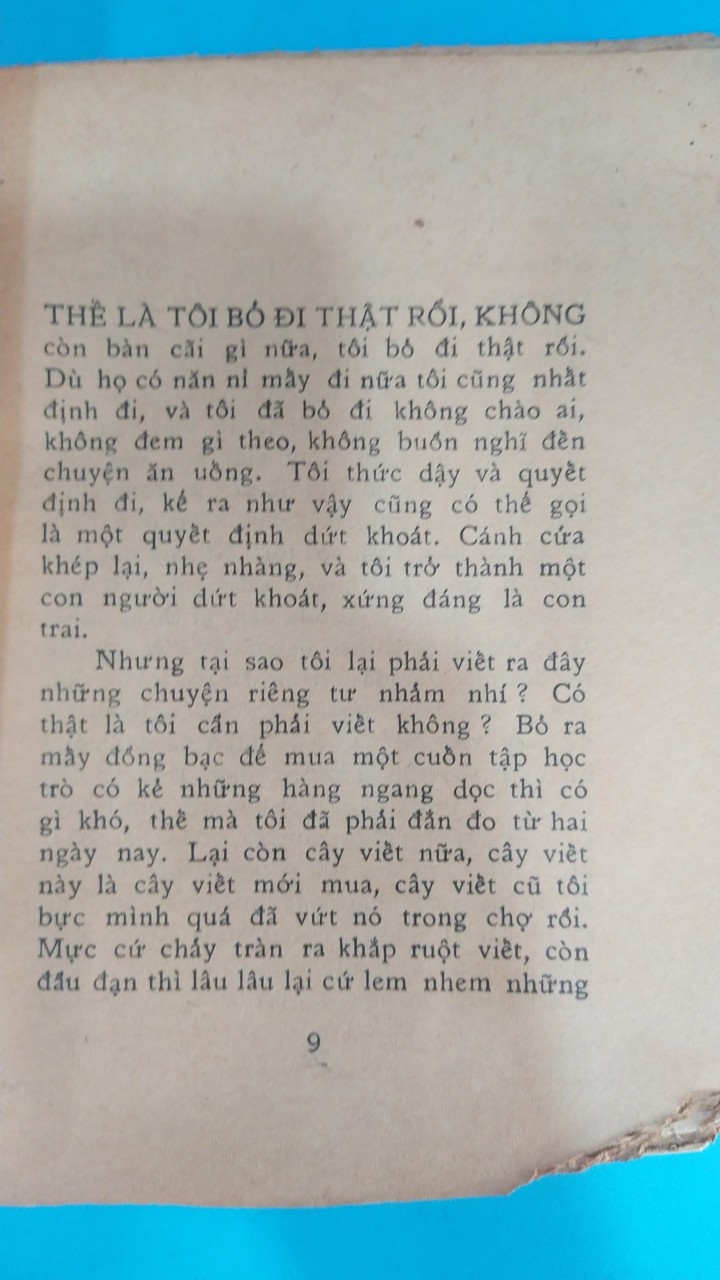 THẾ LÀ TÔI BỎ ĐI THẬT RỒI, KHÔNG
còn bàn cãi gì nữa, tôi bỏ đi thật rồi.
Dù họ có năn nỉ mấy đi nữa tôi cũng nhất
định đi, và tôi đã bỏ đi không chào ai,
không đem gì theo, không buồn nghĩ đến
chuyện ăn uống. Tôi thức dậy và quyết
định đi, kể ra như vậy cũng có thể gọi
là một quyết định dứt khoát. Cánh cửa
khép lại, nhẹ nhàng, và tôi trở thành một
con người dứt khoát, xứng đáng là con
trai.
Nhưng tại sao tôi lại phải viết ra đây
những chuyện riêng tư nhảm nhí ? Có
thật là tôi cần phải viết không ? Bỏ ra
mấy đồng bạc để mua một cuốn tập học
trò có kẻ những hàng ngang dọc thì có
gì khó, thế mà tôi đã phải đắn đo từ hai
ngày nay. Lại còn cây viết nữa, cây viết
này là cây viết mới mua, cây viết cũ tôi
bực mình quá đã vứt nó trong chợ rồi.
Mực cứ chảy tràn ra khắp ruột viết, còn
đầu đạn thì lâu lâu lại cứ lem nhem những
9